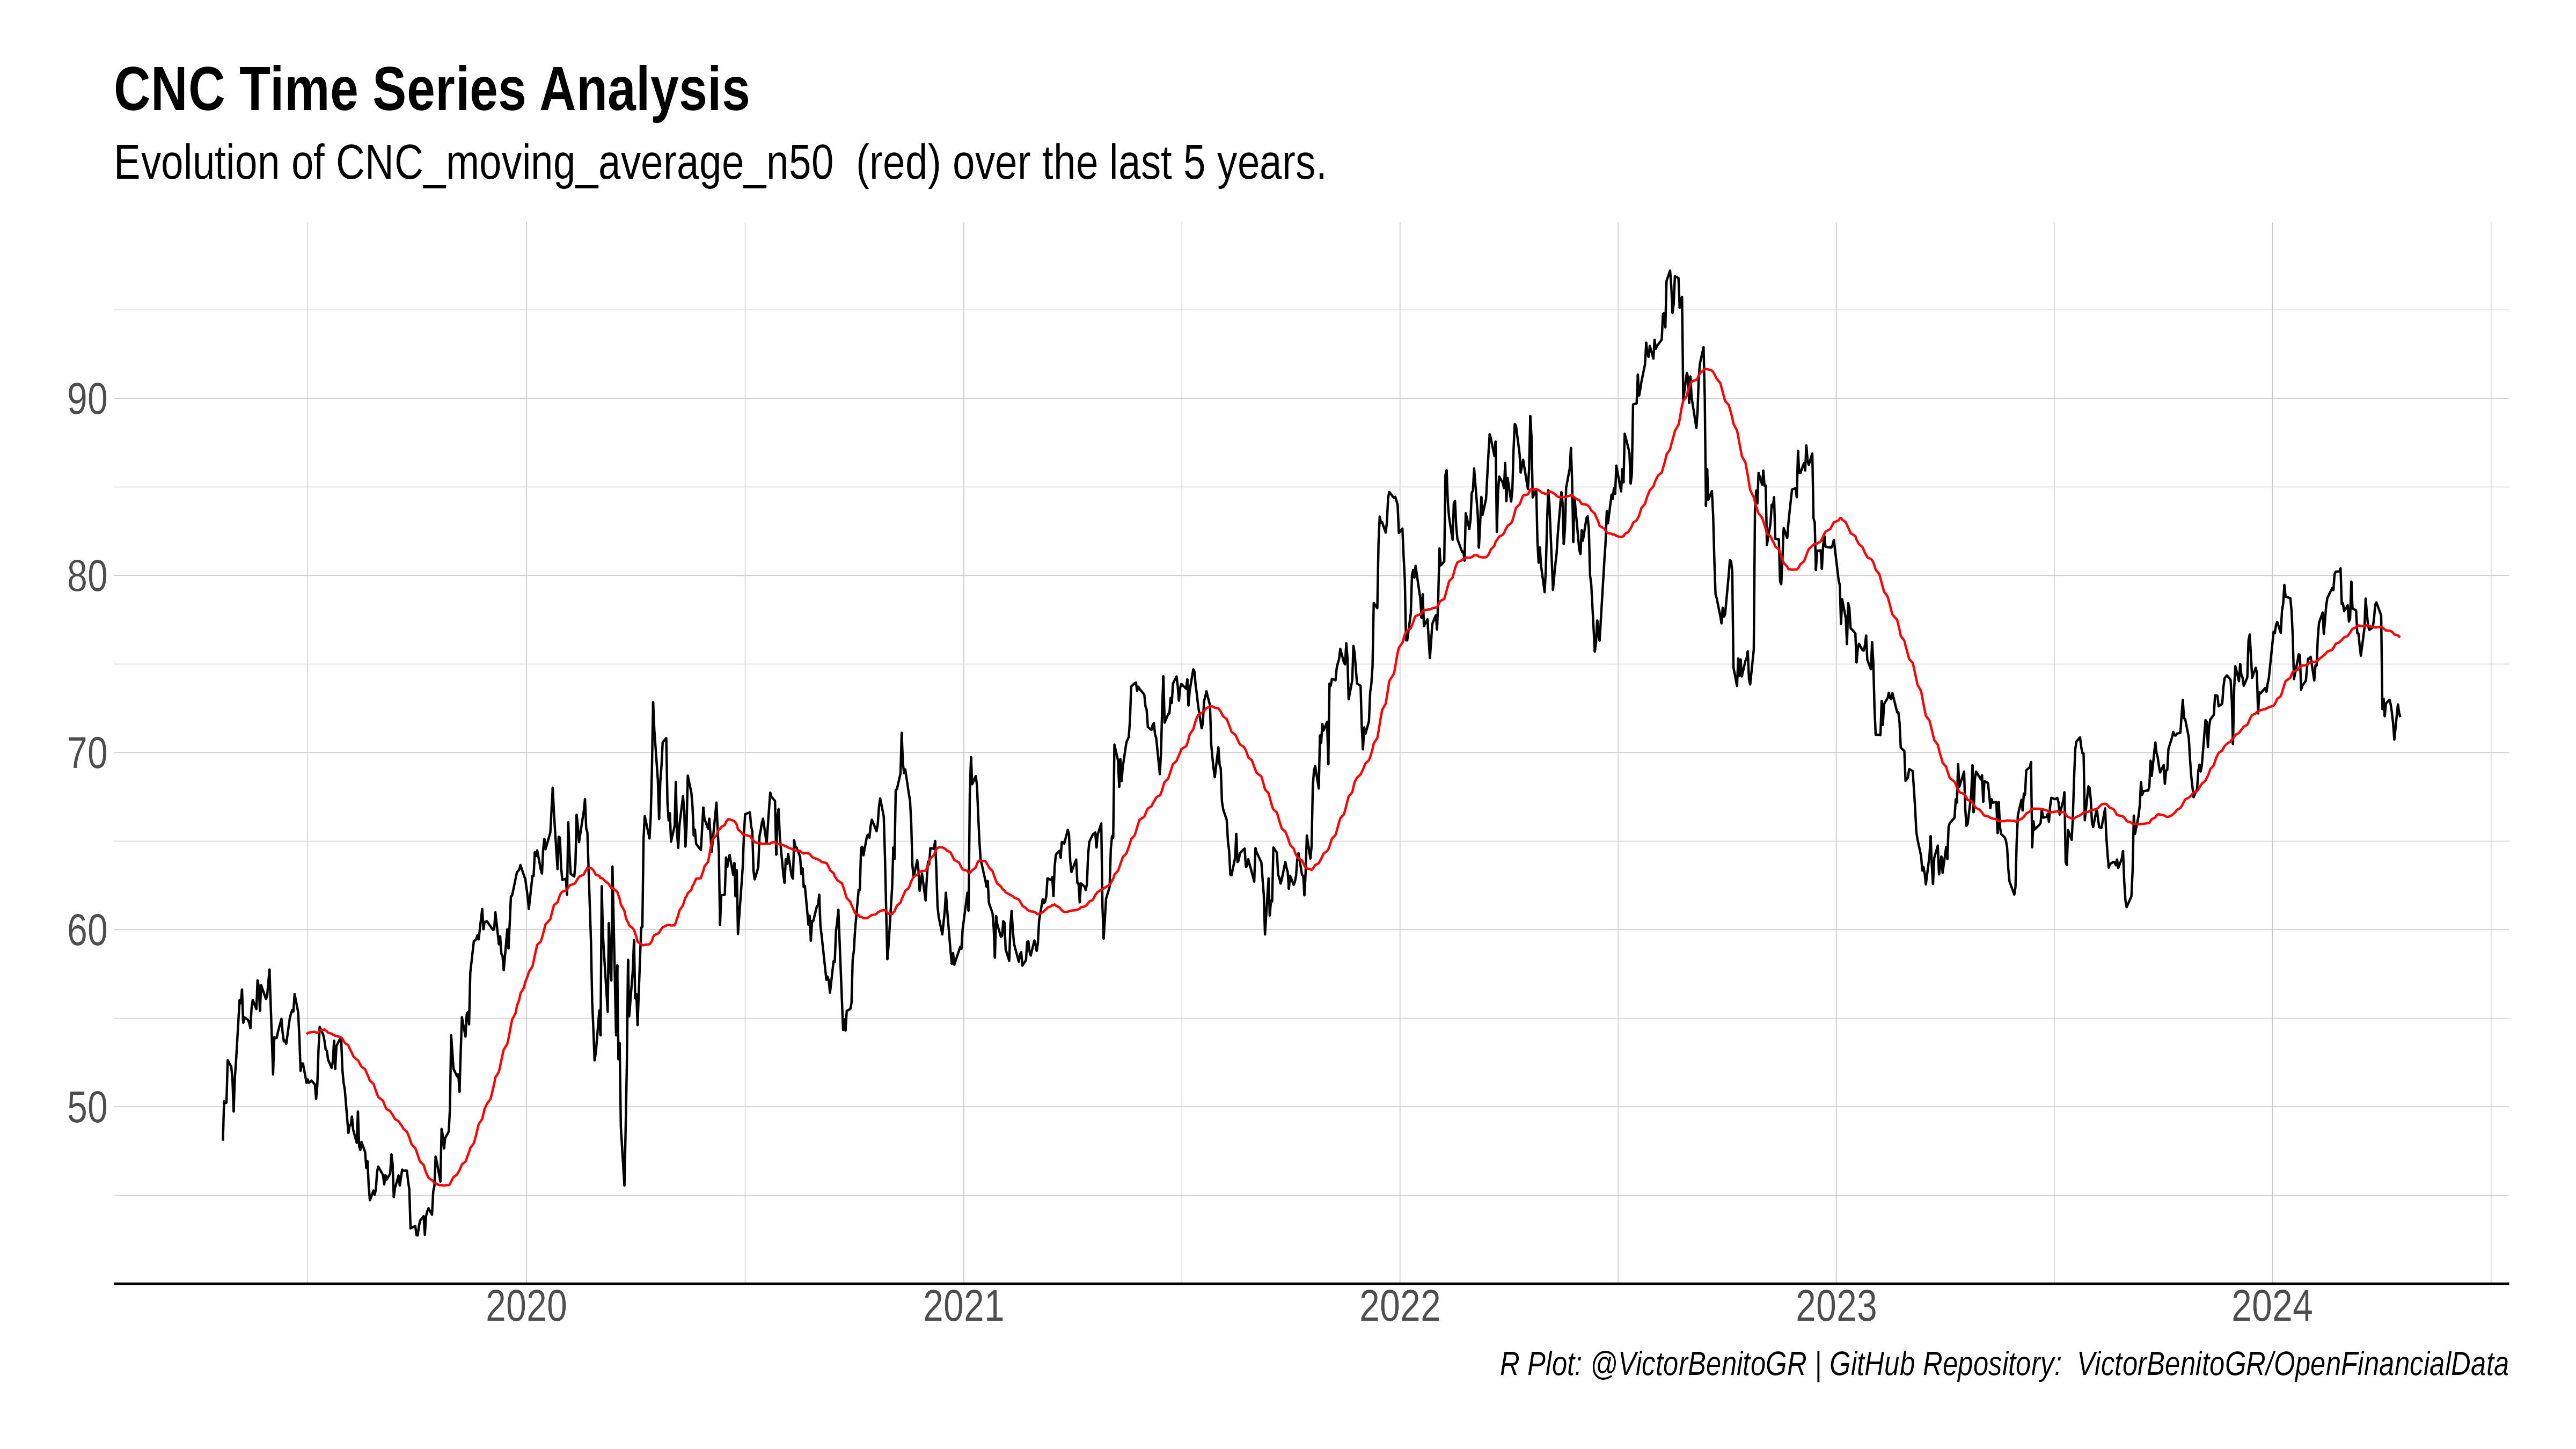 CNC Time Series Analysis
Evolution of CNC_moving_average_n50  (red) over the last 5 years.
90
80
70
60
50
2020 2021 2022 2023 2024
R Plot: @VictorBenitoGR | GitHub Repository:  VictorBenitoGR/OpenFinancialData